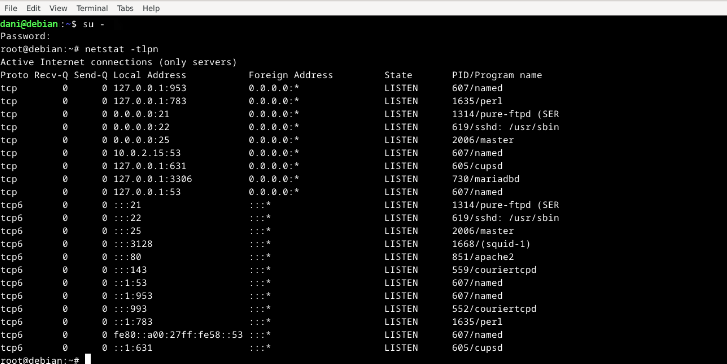 File Edit View Terminal Tabs Help
dani@debian:~$ su -
Password:
root@debian:~# netstat -tlpn
Active Internet connections (only servers)
Proto Recv-Q Send-Q Local Address Foreign Address State PID/Program name
tcp 0 0 127.0.0.1:953 0.0.0.0:* LISTEN 607/named
tcp 0 0 127.0.0.1:783 0.0.0.0:* LISTEN 1635/perl
tcp 0 0 0.0.0.0:21 0.0.0.0:* LISTEN 1314/pure-ftpd (SER
tcp 0 0 0.0.0.0:22 0.0.0.0:* LISTEN 619/sshd: /usr/sbin
tcp 0 0 0.0.0.0:25 0.0.0.0:* LISTEN 2006/master
tcp 0 0 10.0.2.15:53 0.0.0.0:* LISTEN 607/named
tcp 0 0 127.0.0.1:631 0.0.0.0:* LISTEN 605/cupsd
tcp 0 0 127.0.0.1:3306 0.0.0.0:* LISTEN 730/mariadbd
tcp 0 0 127.0.0.1:53 0.0.0.0:* LISTEN 607/named
tcp6 0 0 :::21 :::* LISTEN 1314/pure-ftpd (SER
tcp6 0 0 :::22 :::* LISTEN 619/sshd: /usr/sbin
tcp6 0 0 :::25 :::* LISTEN 2006/master
tcp6 0 0 :::3128 :::* LISTEN 1668/(squid-1)
tcp6 0 0 :::80 :::* LISTEN 851/apache2
tcp6 0 0 :::143 :::* LISTEN 559/couriertcpd
tcp6 0 0 ::1:53 :::* LISTEN 607/named
tcp6 0 0 ::1:953 :::* LISTEN 607/named
tcp6 0 0 :::993 :::* LISTEN 552/couriertcpd
tcp6 0 0 ::1:783 :::* LISTEN 1635/perl
tcp6 0 0 fe80::a00:27ff:fe58::53 :::* LISTEN 607/named
tcp6 0 0 ::1:631 :::* LISTEN 605/cupsd
root@debian:~#